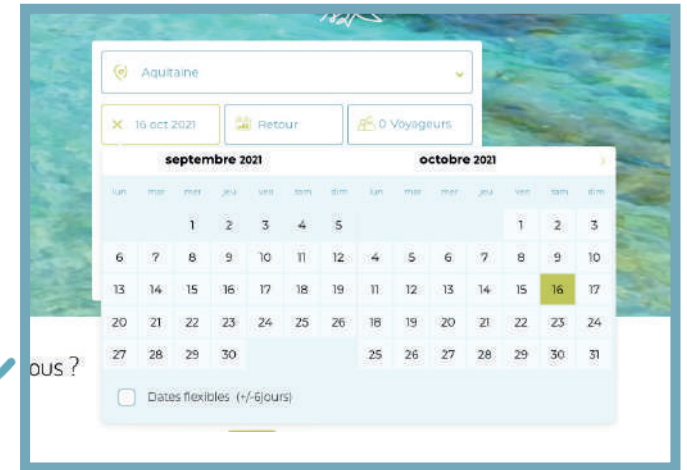 Aquitaine
16 oct 2021 Retour 0 Voyageurs
septembre 2021 octobre 2021
lun mar mer jeu ven sam dim lun mar mer jeu ven sam dim
1 2 3 4 5 1 2 3
6 7 8 9 10 11 12 4 5 6 7 8 9 10
13 14 15 16 17 18 19 11 12 13 14 15 16 17
20 21 22 23 24 25 26 18 19 20 21 22 23 24
27 28 29 30 25 26 27 28 29 30 31
ous ?
Dates flexibles (+/-6jours)